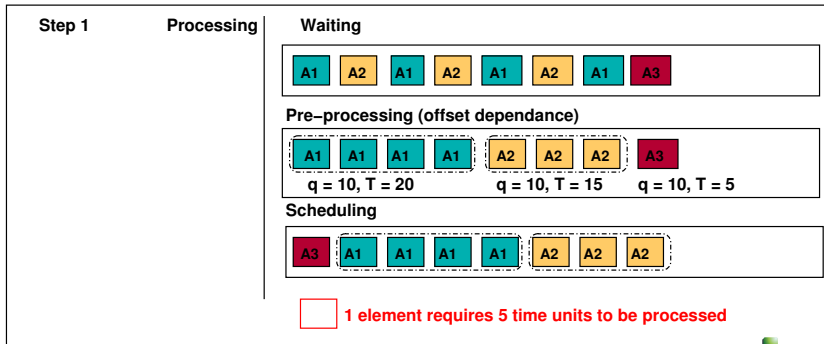 Step 1 Processing Waiting
A1 A2 A1 A2 A1 A2 A1 A3
Pre–processing (offset dependance)
A1 A1 A1 A1 A2 A2 A2 A3
q = 10, T = 20 q = 10, T = 15 q = 10, T = 5
Scheduling
A3 A1 A1 A1 A1 A2 A2 A2
1 element requires 5 time units to be processed